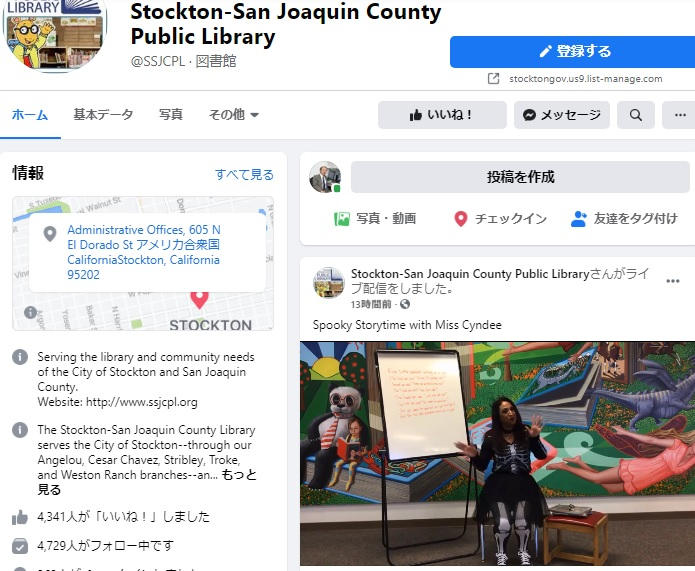 LIBRARY
Stockton-San Joaquin County
Public Library
@SSJCPL · 図書館
登録する
stocktongov.us9.list-manage.com
ホーム
基本データ
写真
その他
いいね！
メッセージ
情報
すべて見る
Administrative Offices, 605 N
El Dorado St アメリカ合衆国
CaliforniaStockton, California
95202
STOCKTON
Serving the library and community needs
of the City of Stockton and San Joaquin
County.
Website: http://www.ssjcpl.org
The Stockton-San Joaquin County Library
serves the City of Stockton--through our
Angelou, Cesar Chavez, Stribley, Troke,
and Weston Ranch branches--an... もっと
見る
4,341人が「いいね！」しました
4,729人がフォロー中です
投稿を作成
写真・動画
チェックイン
友達をタグ付け
Stockton-San Joaquin County Public Libraryさんがライ
ブ配信をしました。
13時間前 ·
Spooky Storytime with Miss Cyndee